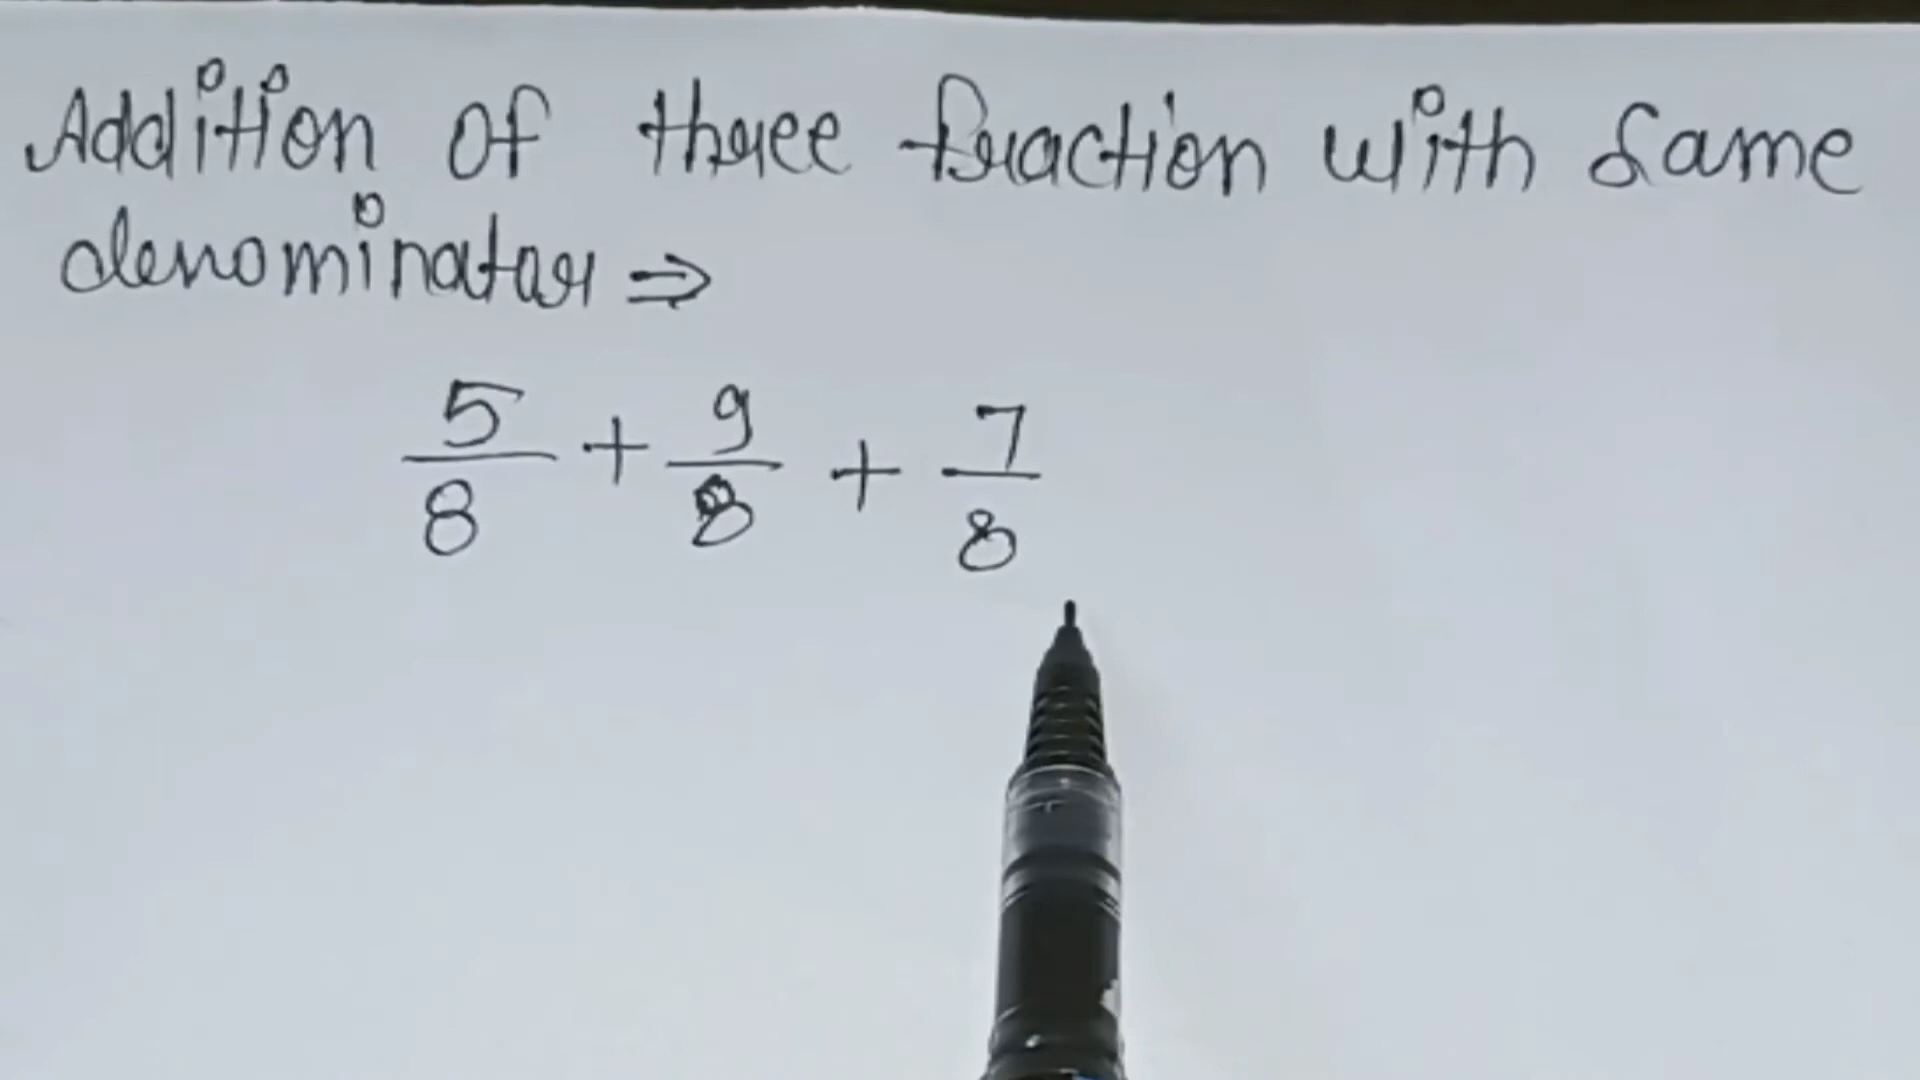 Addition of three fraction with same
denominator ⇒
5/8 + 9/8 + 7/8